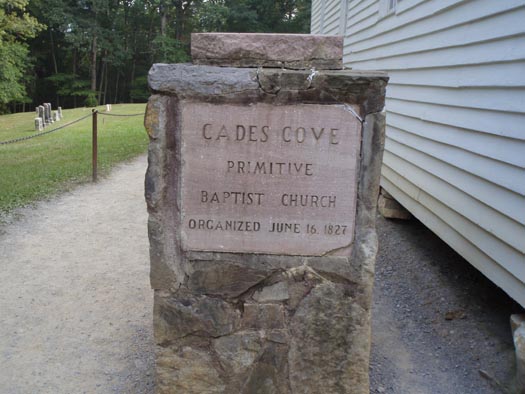 CADES COVE
PRIMITIVE
BAPTIST CHURCH
ORGANIZED JUNE 16, 1827